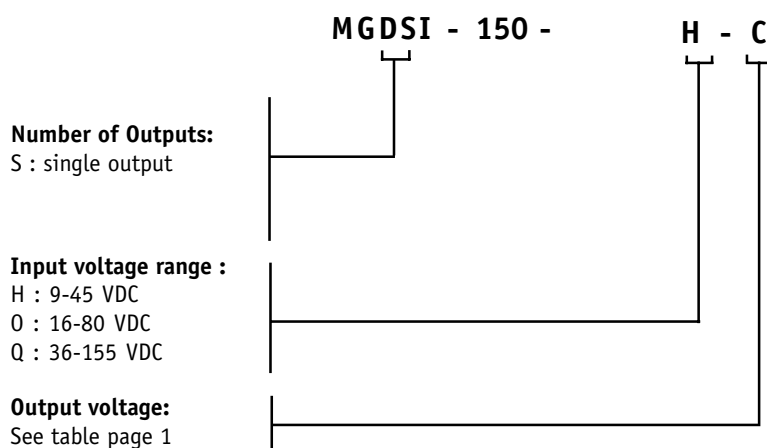 MGDSI - 150 - H - C
Number of Outputs:
S : single output
Input voltage range :
H : 9-45 VDC
O : 16-80 VDC
Q : 36-155 VDC
Output voltage:
See table page 1